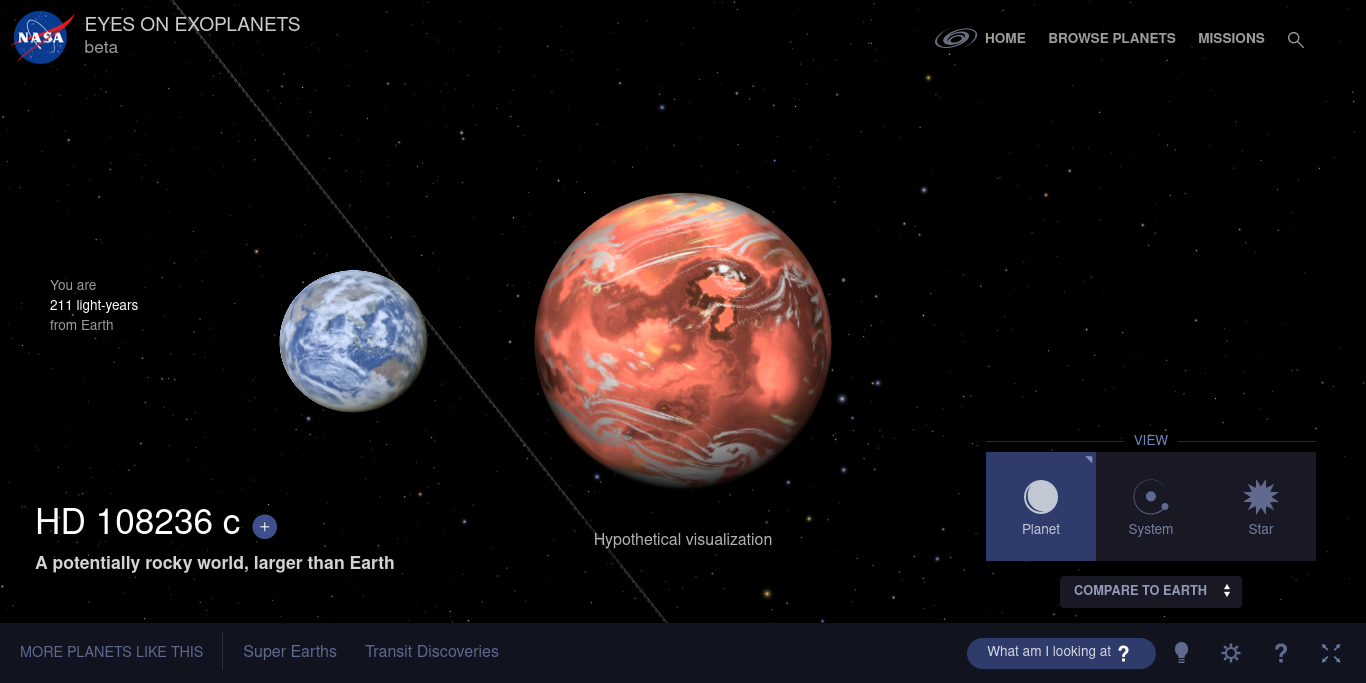 NASA
EYES ON EXOPLANETS
beta
HOME
BROWSE PLANETS
MISSIONS
You are
211 light-years
from Earth
HD 108236 c +
A potentially rocky world, larger than Earth
Hypothetical visualization
VIEW
Planet
System
Star
COMPARE TO EARTH
MORE PLANETS LIKE THIS
Super Earths
Transit Discoveries
What am I looking at ?
?